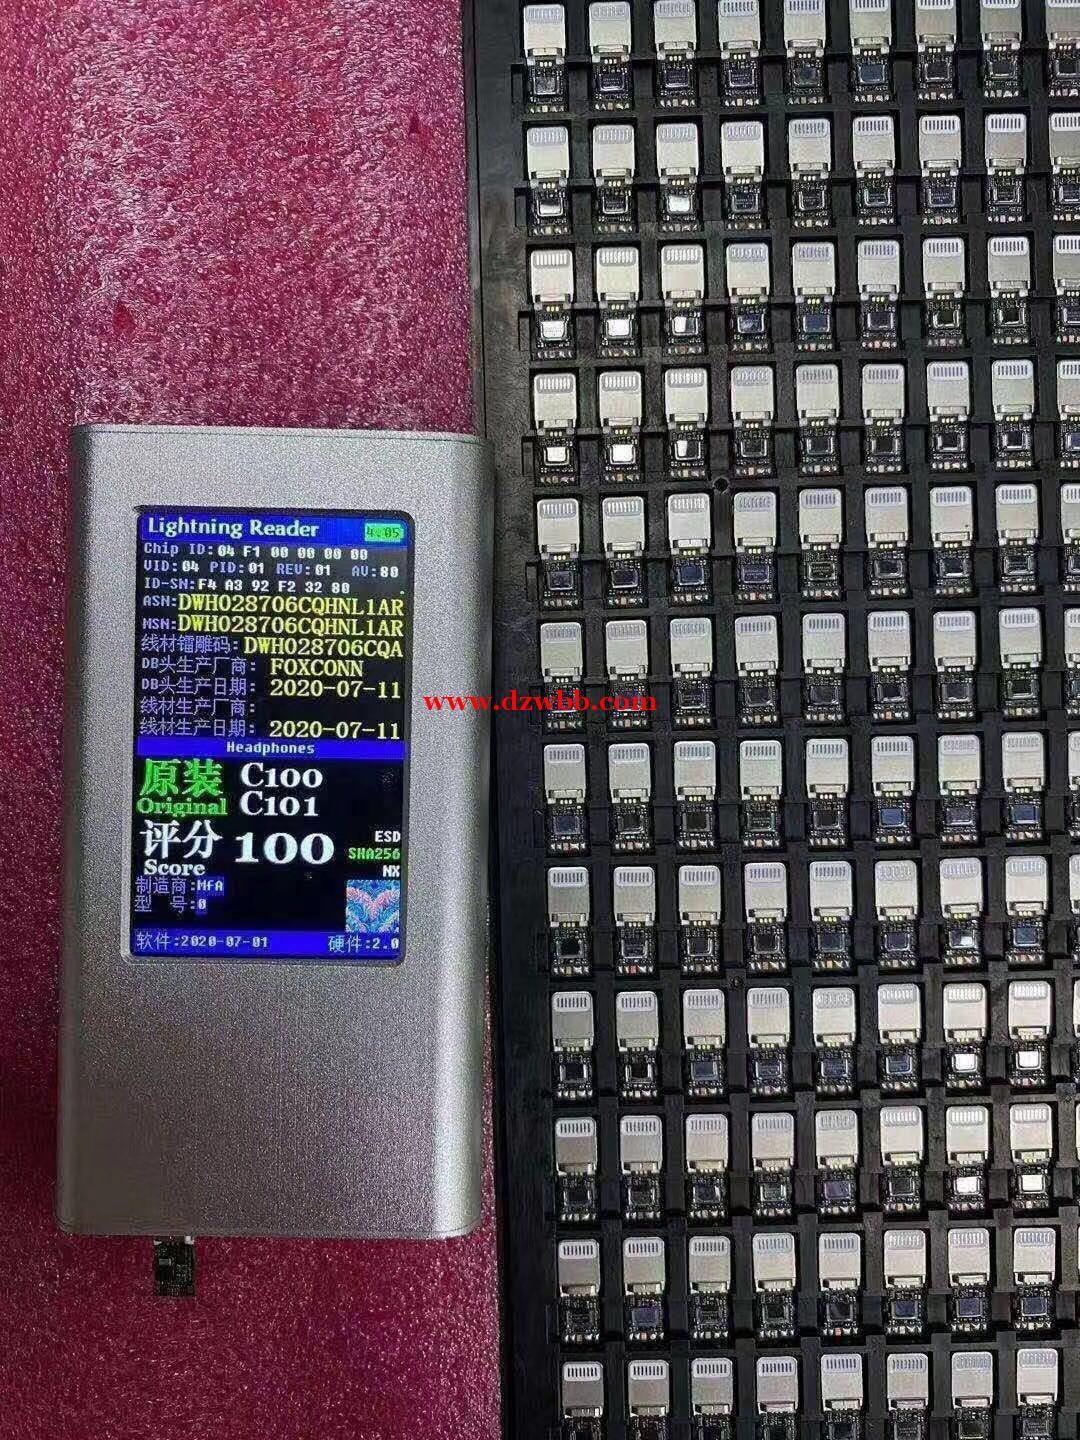 Lightning Reader 4.05
Chip ID:04 F1 00 00 00 00
VID:04 PID:01 REV:01 AV:80
ID-SN:F4 A3 92 F2 32 80
ASN:DWH028706CQHNL1AR
MSN:DWH028706CQHNL1AR
线材镭雕码:DWH028706CQA
DB头生产厂商: FOXCONN
DB头生产日期: 2020-07-11
线材生产厂商:
线材生产日期: 2020-07-11
Headphones
原装 C100
Original C101
评分 100
Score
ESD
SHA256
NX
制造商:MfA
型 号:0
软件:2020-07-01 硬件:2.0
www.dzwbb.com